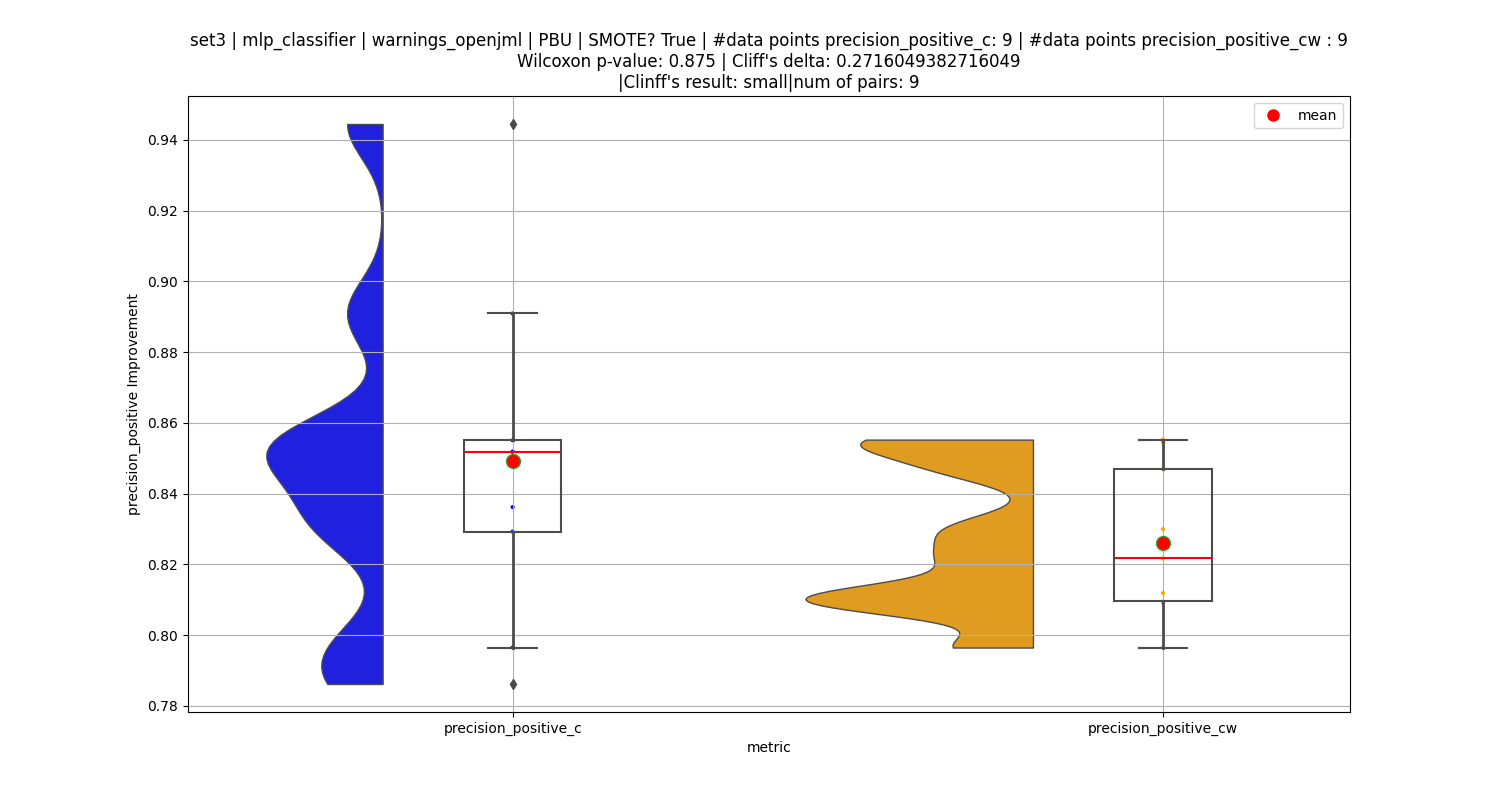 set3 | mlp_classifier | warnings_openjml | PBU | SMOTE? True | #data points precision_positive_c: 9 | #data points precision_positive_cw : 9
Wilcoxon p-value: 0.875 | Cliff's delta: 0.2716049382716049
|Clinff's result: small|num of pairs: 9
mean
precision_positive Improvement
0.94
0.92
0.90
0.88
0.86
0.84
0.82
0.80
0.78
precision_positive_c
precision_positive_cw
metric